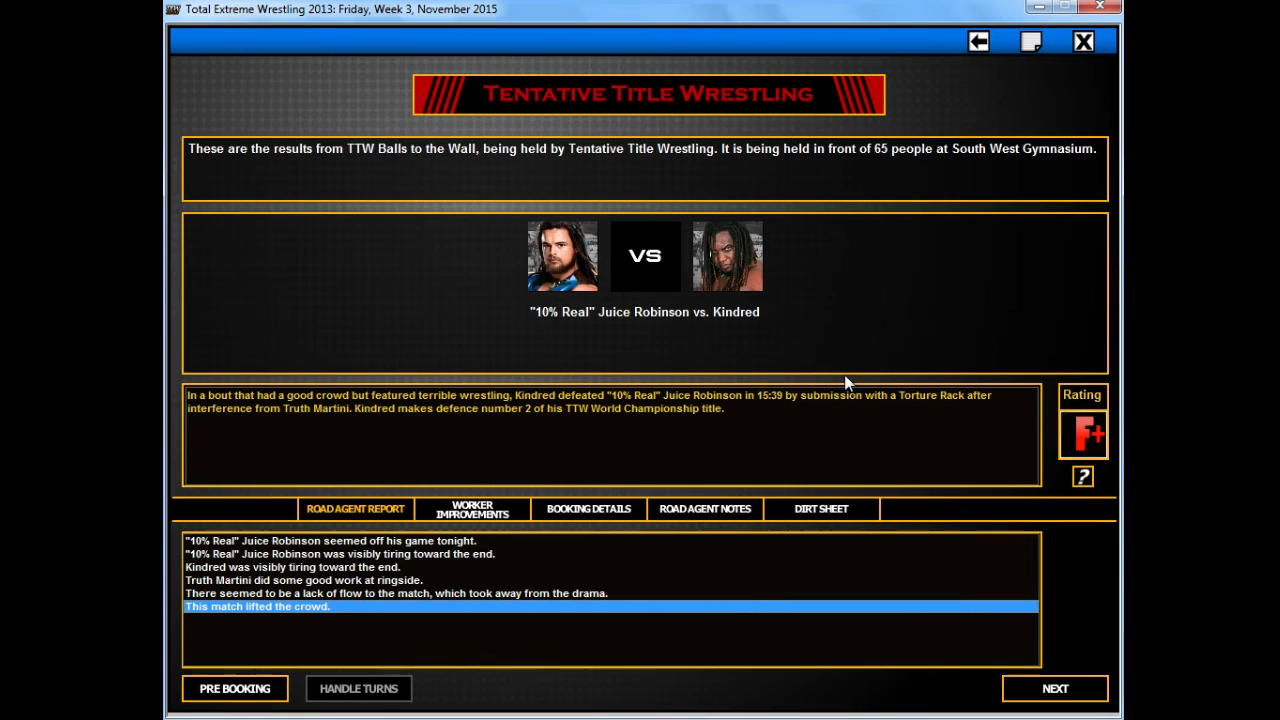 Total Extreme Wrestling 2013: Friday, Week 3, November 2015
TENTATIVE TITLE WRESTLING
These are the results from TTW Balls to the Wall, being held by Tentative Title Wrestling. It is being held in front of 65 people at South West Gymnasium.
VS
"10% Real" Juice Robinson vs. Kindred
In a bout that had a good crowd but featured terrible wrestling, Kindred defeated "10% Real" Juice Robinson in 15:39 by submission with a Torture Rack after
interference from Truth Martini. Kindred makes defence number 2 of his TTW World Championship title.
Rating
F+
?
ROAD AGENT REPORT
WORKER
IMPROVEMENTS
BOOKING DETAILS
ROAD AGENT NOTES
DIRT SHEET
"10% Real" Juice Robinson seemed off his game tonight.
"10% Real" Juice Robinson was visibly tiring toward the end.
Kindred was visibly tiring toward the end.
Truth Martini did some good work at ringside.
There seemed to be a lack of flow to the match, which took away from the drama.
This match lifted the crowd.
PRE BOOKING
HANDLE TURNS
NEXT